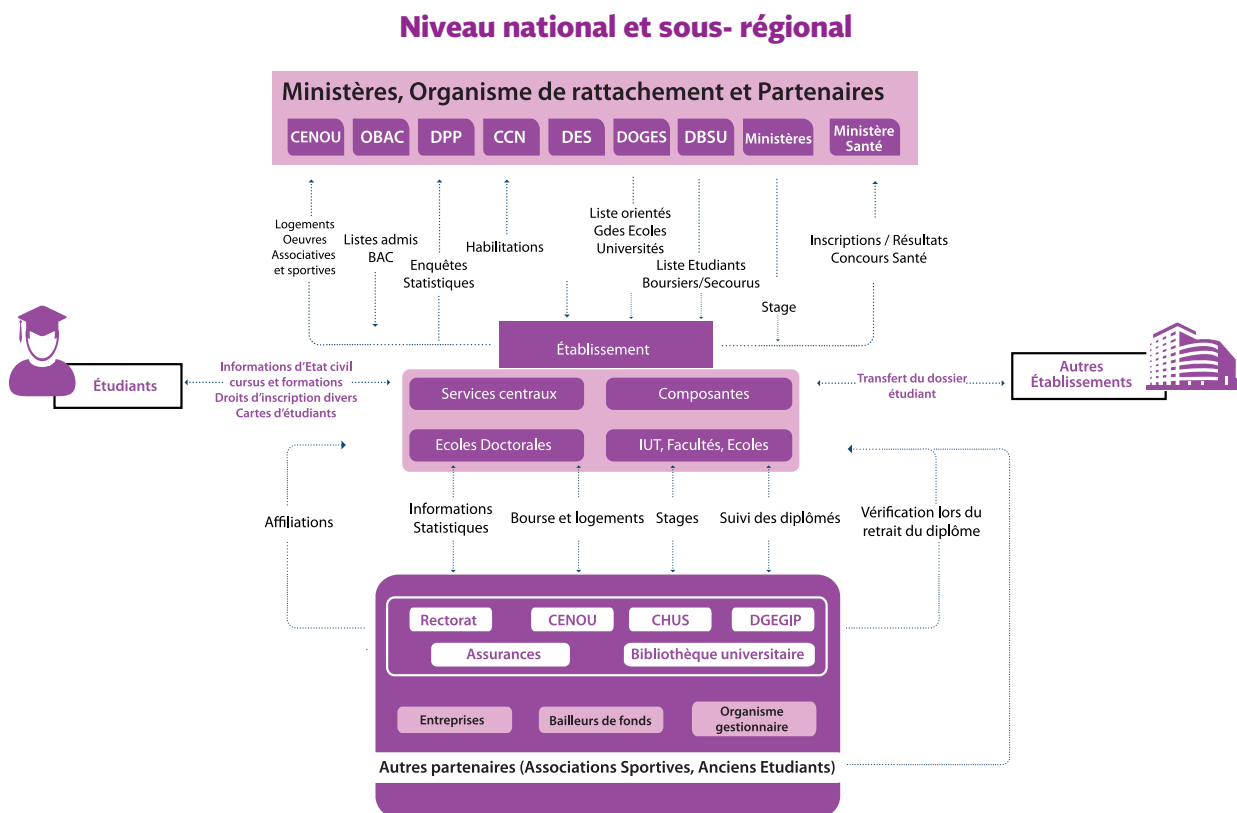 Niveau national et sous- régional
Ministères, Organisme de rattachement et Partenaires
CENOU
OBAC
DPP
CCN
DES
DOGES
DBSU
Ministères
Ministère
Santé
Logements
Oeuvres
Associatives
et sportives
Listes admis
BAC
Enquêtes
Statistiques
Habilitations
Liste orientés
Gdes Ecoles
Universités
Liste Etudiants
Boursiers/Secourus
Stage
Inscriptions / Résultats
Concours Santé
Établissement
Étudiants
Informations d'Etat civil
cursus et formations
Droits d'inscription divers
Cartes d'étudiants
Services centraux
Composantes
Ecoles Doctorales
IUT, Facultés, Ecoles
Transfert du dossier
étudiant
Autres
Établissements
Affiliations
Informations
Statistiques
Bourse et logements
Stages
Suivi des diplômés
Vérification lors du
retrait du diplôme
Rectorat
CENOU
CHUS
DGEGIP
Assurances
Bibliothèque universitaire
Entreprises
Bailleurs de fonds
Organisme
gestionnaire
Autres partenaires (Associations Sportives, Anciens Etudiants)